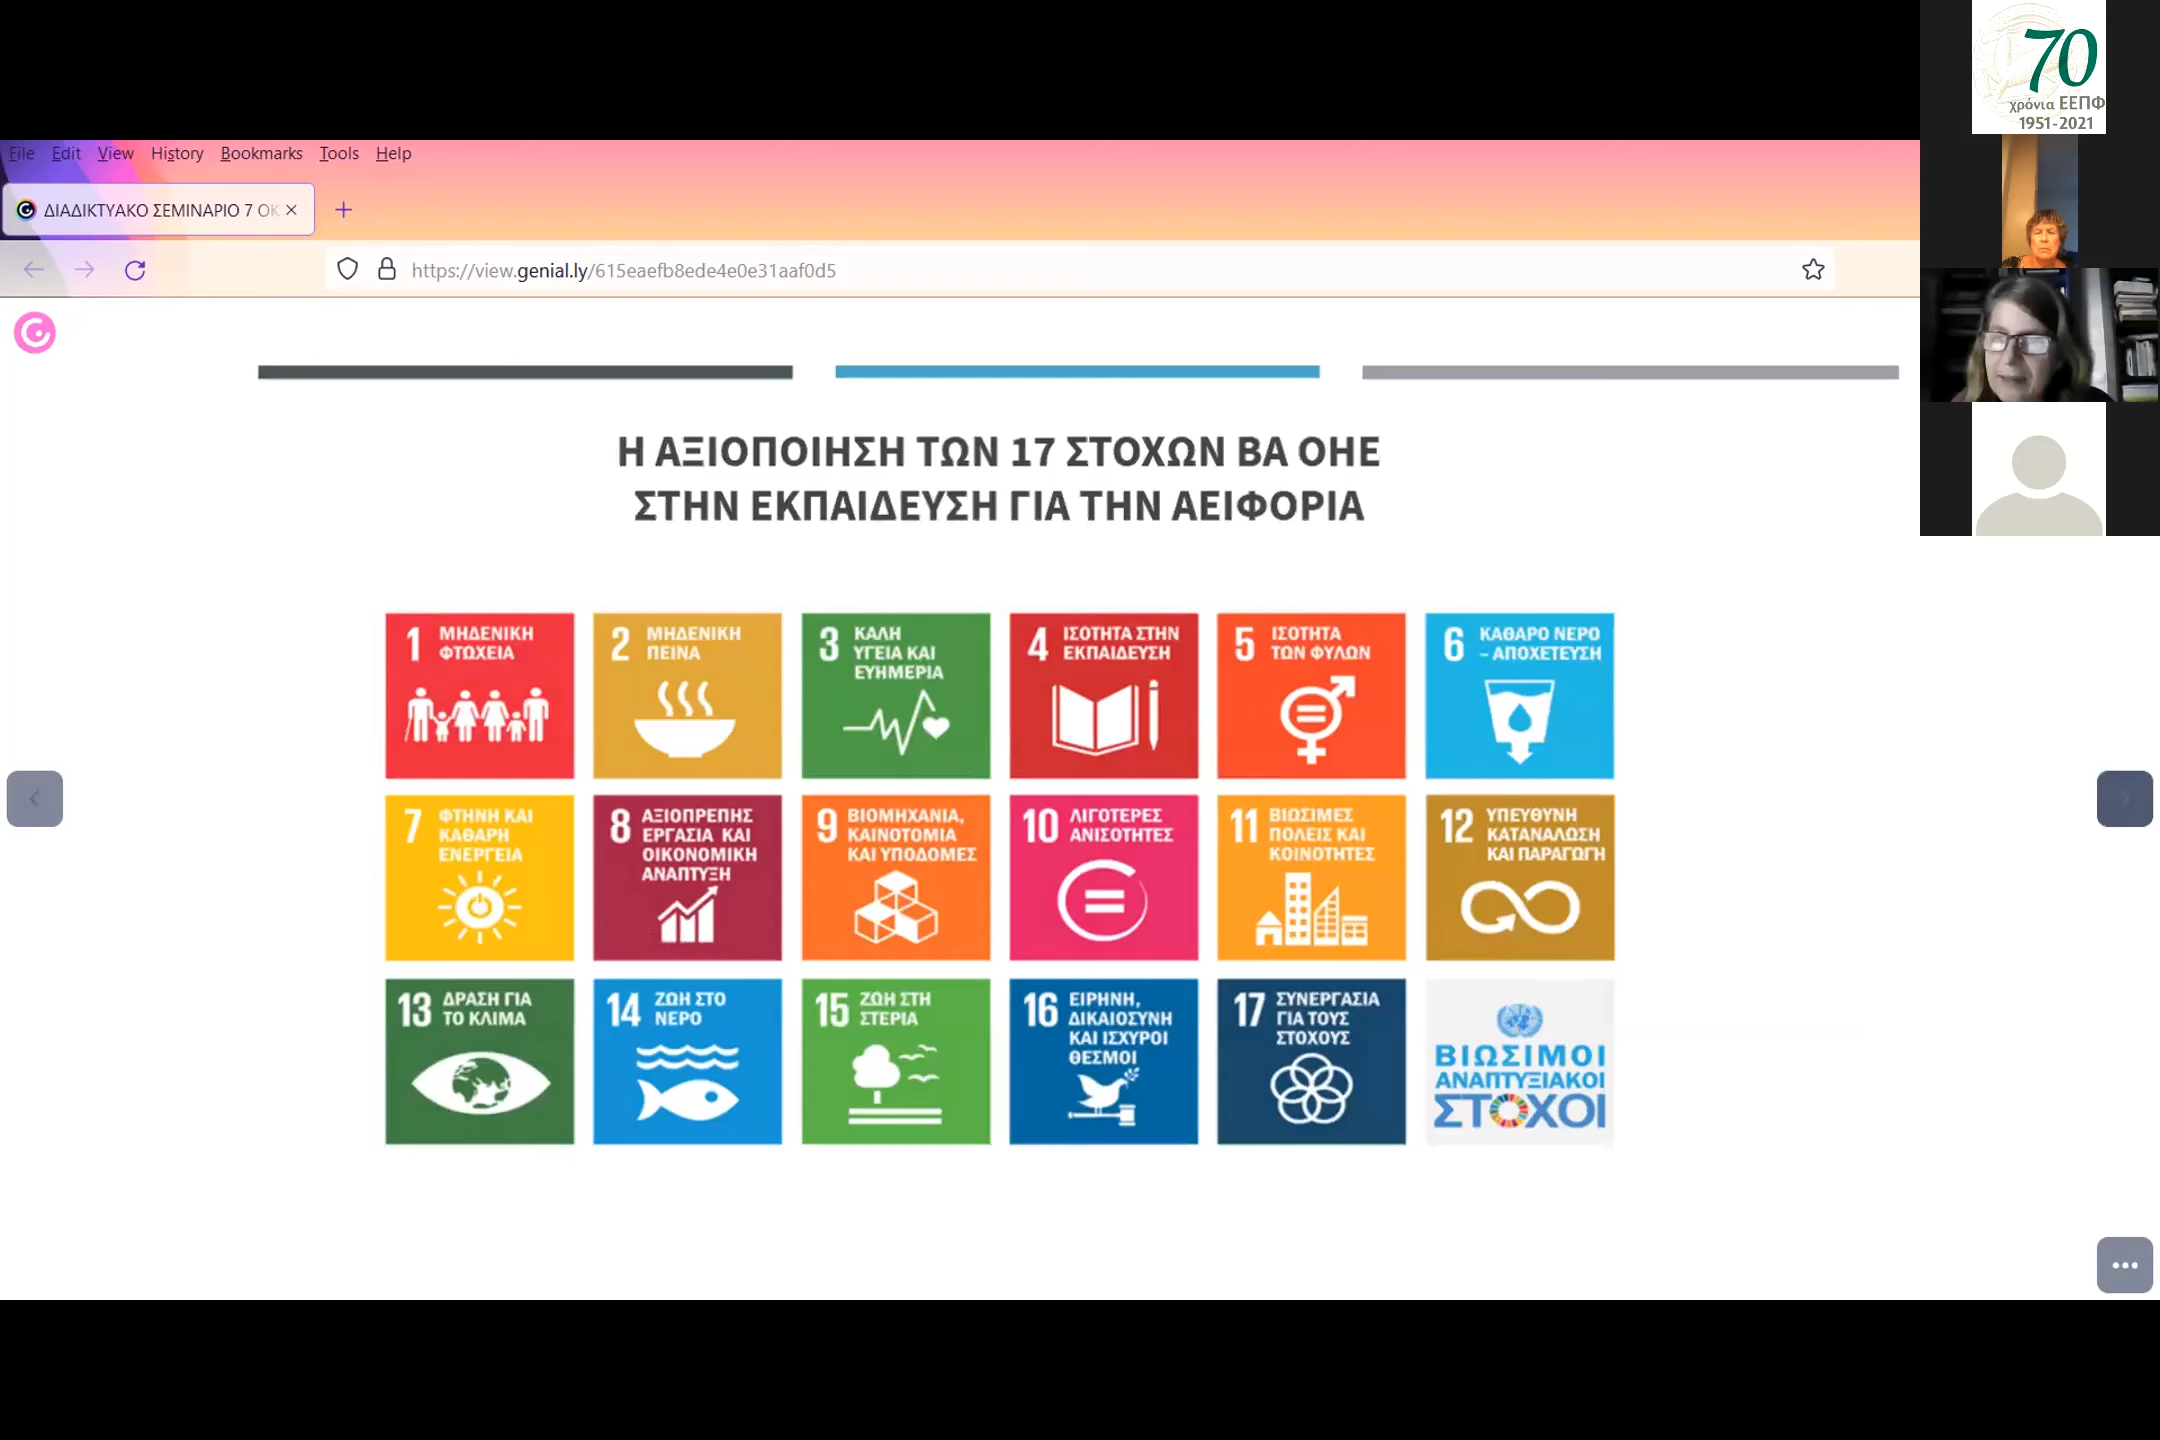 70
χρόνια ΕΕΠΦ
1951-2021
File Edit View History Bookmarks Tools Help
ΔΙΑΔΙΚΤΥΑΚΟ ΣΕΜΙΝΑΡΙΟ 7 ΟΚ
https://view.genial.ly/615eaefb8ede4e0e31aaf0d5
Η ΑΞΙΟΠΟΙΗΣΗ ΤΩΝ 17 ΣΤΟΧΩΝ ΒΑ ΟΗΕ
ΣΤΗΝ ΕΚΠΑΙΔΕΥΣΗ ΓΙΑ ΤΗΝ ΑΕΙΦΟΡΙΑ
1 ΜΗΔΕΝΙΚΗ
ΦΤΩΧΕΙΑ
2 ΜΗΔΕΝΙΚΗ
ΠΕΙΝΑ
3 ΚΑΛΗ
ΥΓΕΙΑ ΚΑΙ
ΕΥΗΜΕΡΙΑ
4 ΙΣΟΤΗΤΑ ΣΤΗΝ
ΕΚΠΑΙΔΕΥΣΗ
5 ΙΣΟΤΗΤΑ
ΤΩΝ ΦΥΛΩΝ
6 ΚΑΘΑΡΟ ΝΕΡΟ
– ΑΠΟΧΕΤΕΥΣΗ
7 ΦΤΗΝΗ ΚΑΙ
ΚΑΘΑΡΗ
ΕΝΕΡΓΕΙΑ
8 ΑΞΙΟΠΡΕΠΗΣ
ΕΡΓΑΣΙΑ ΚΑΙ
ΟΙΚΟΝΟΜΙΚΗ
ΑΝΑΠΤΥΞΗ
9 ΒΙΟΜΗΧΑΝΙΑ,
ΚΑΙΝΟΤΟΜΙΑ
ΚΑΙ ΥΠΟΔΟΜΕΣ
10 ΛΙΓΟΤΕΡΕΣ
ΑΝΙΣΟΤΗΤΕΣ
11 ΒΙΩΣΙΜΕΣ
ΠΟΛΕΙΣ ΚΑΙ
ΚΟΙΝΟΤΗΤΕΣ
12 ΥΠΕΥΘΥΝΗ
ΚΑΤΑΝΑΛΩΣΗ
ΚΑΙ ΠΑΡΑΓΩΓΗ
13 ΔΡΑΣΗ ΓΙΑ
ΤΟ ΚΛΙΜΑ
14 ΖΩΗ ΣΤΟ
ΝΕΡΟ
15 ΖΩΗ ΣΤΗ
ΣΤΕΡΙΑ
16 ΕΙΡΗΝΗ,
ΔΙΚΑΙΟΣΥΝΗ
ΚΑΙ ΙΣΧΥΡΟΙ
ΘΕΣΜΟΙ
17 ΣΥΝΕΡΓΑΣΙΑ
ΓΙΑ ΤΟΥΣ
ΣΤΟΧΟΥΣ
ΒΙΩΣΙΜΟΙ
ΑΝΑΠΤΥΞΙΑΚΟΙ
ΣΤΟΧΟΙ